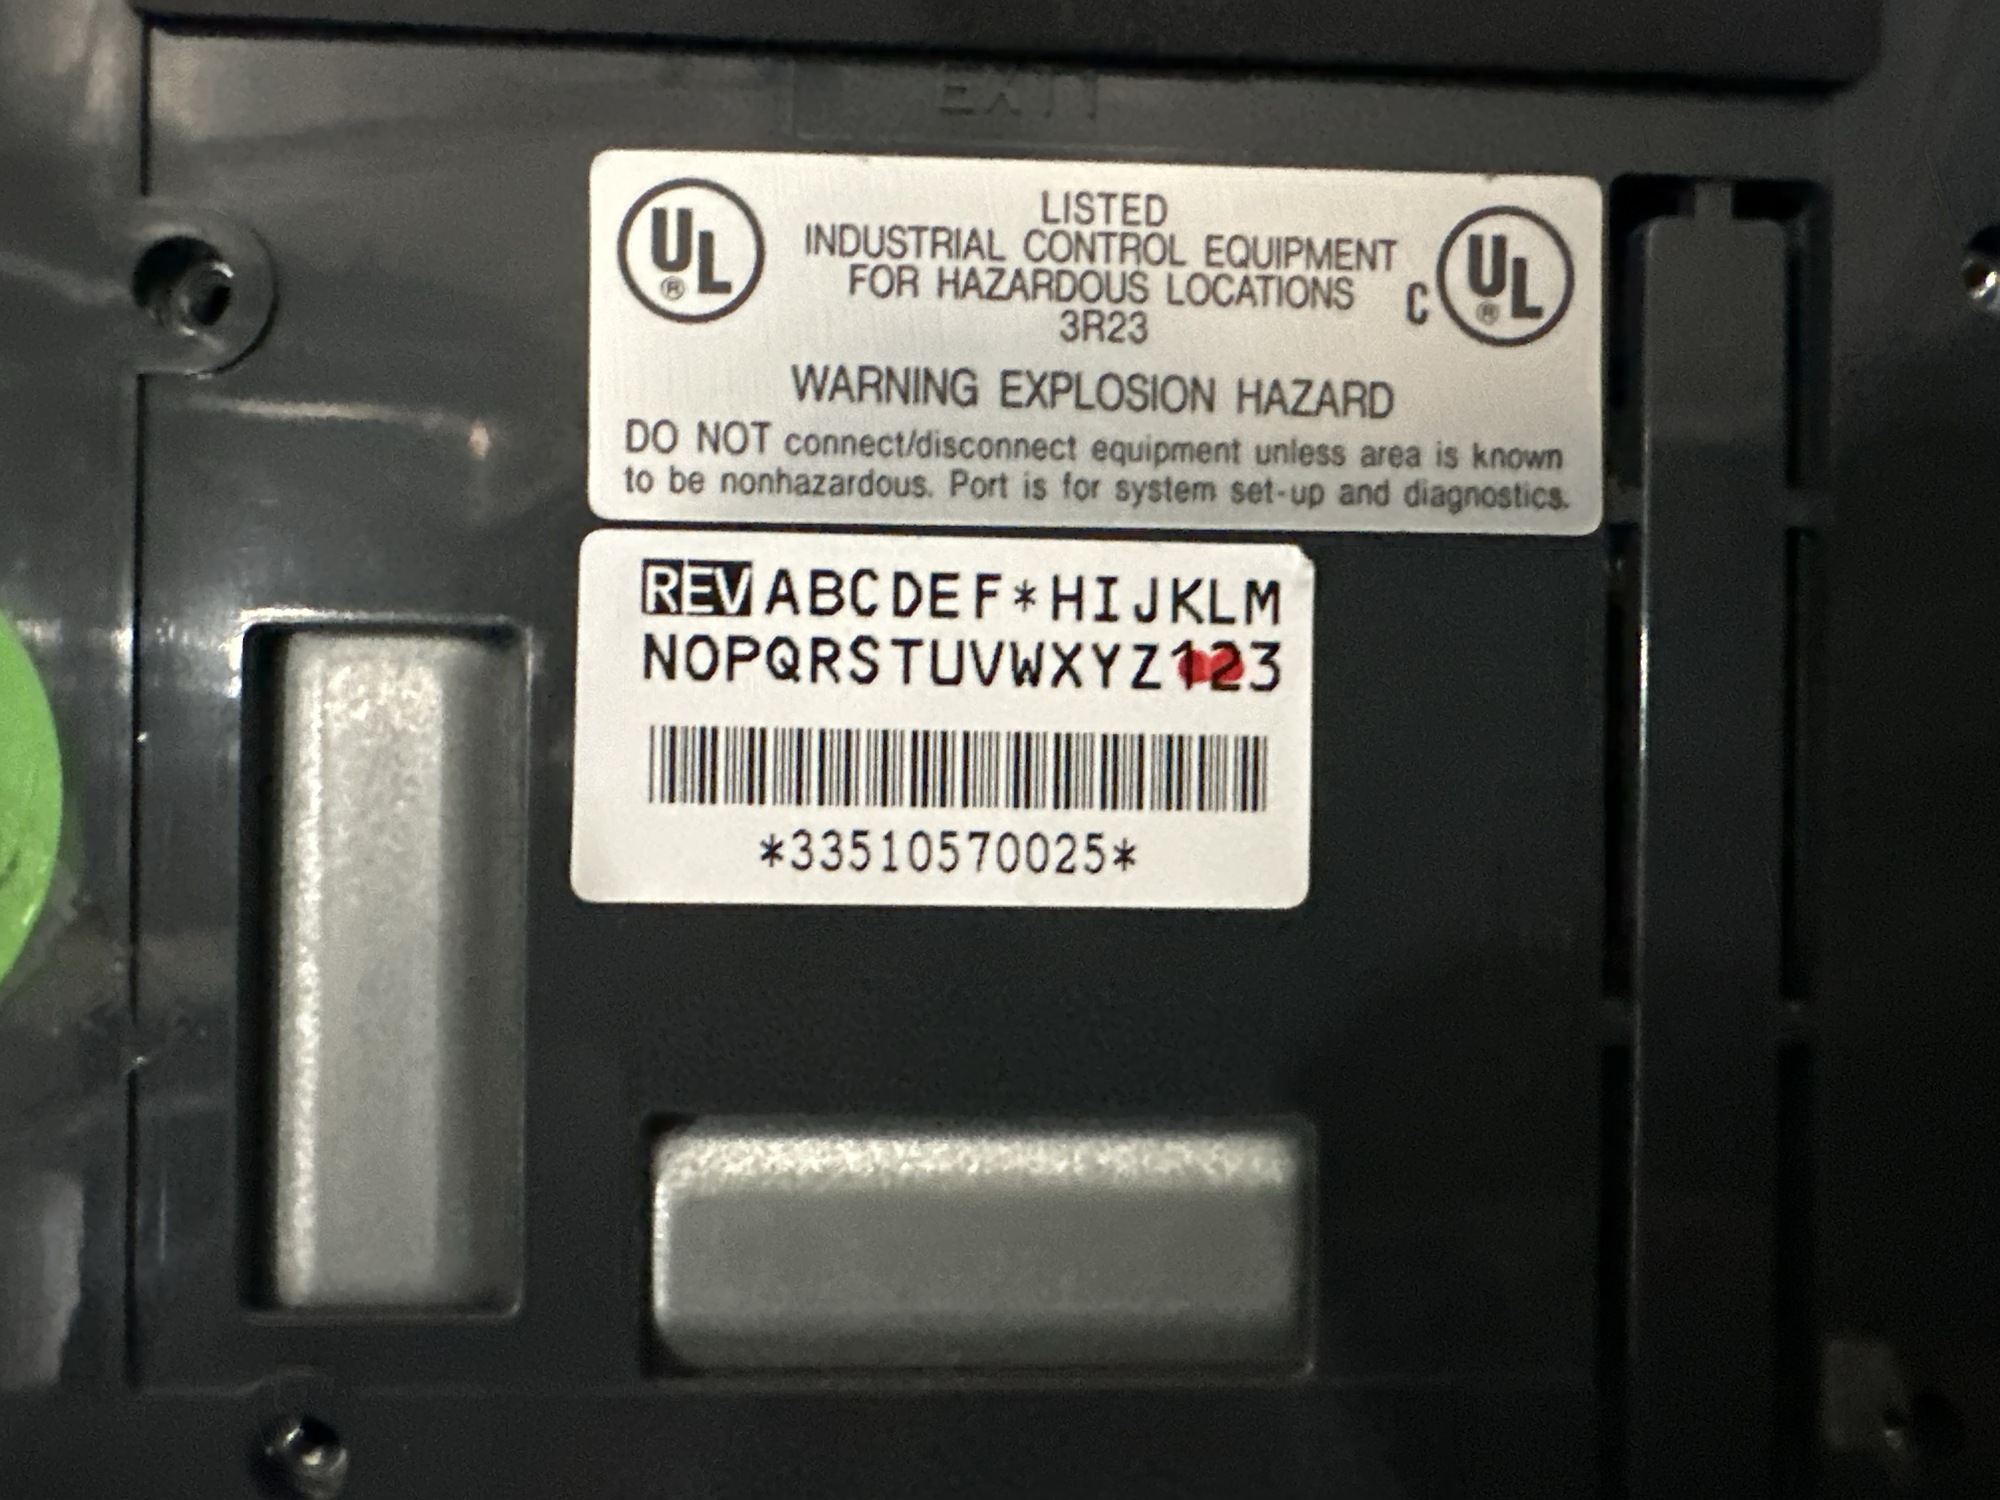 EXT1
UL®
LISTED
INDUSTRIAL CONTROL EQUIPMENT
FOR HAZARDOUS LOCATIONS
3R23
C UL®
WARNING EXPLOSION HAZARD
DO NOT connect/disconnect equipment unless area is known
to be nonhazardous. Port is for system set-up and diagnostics.
REV ABCDEF*HIJKLM
NOPQRSTUVWXYZ123
*33510570025*